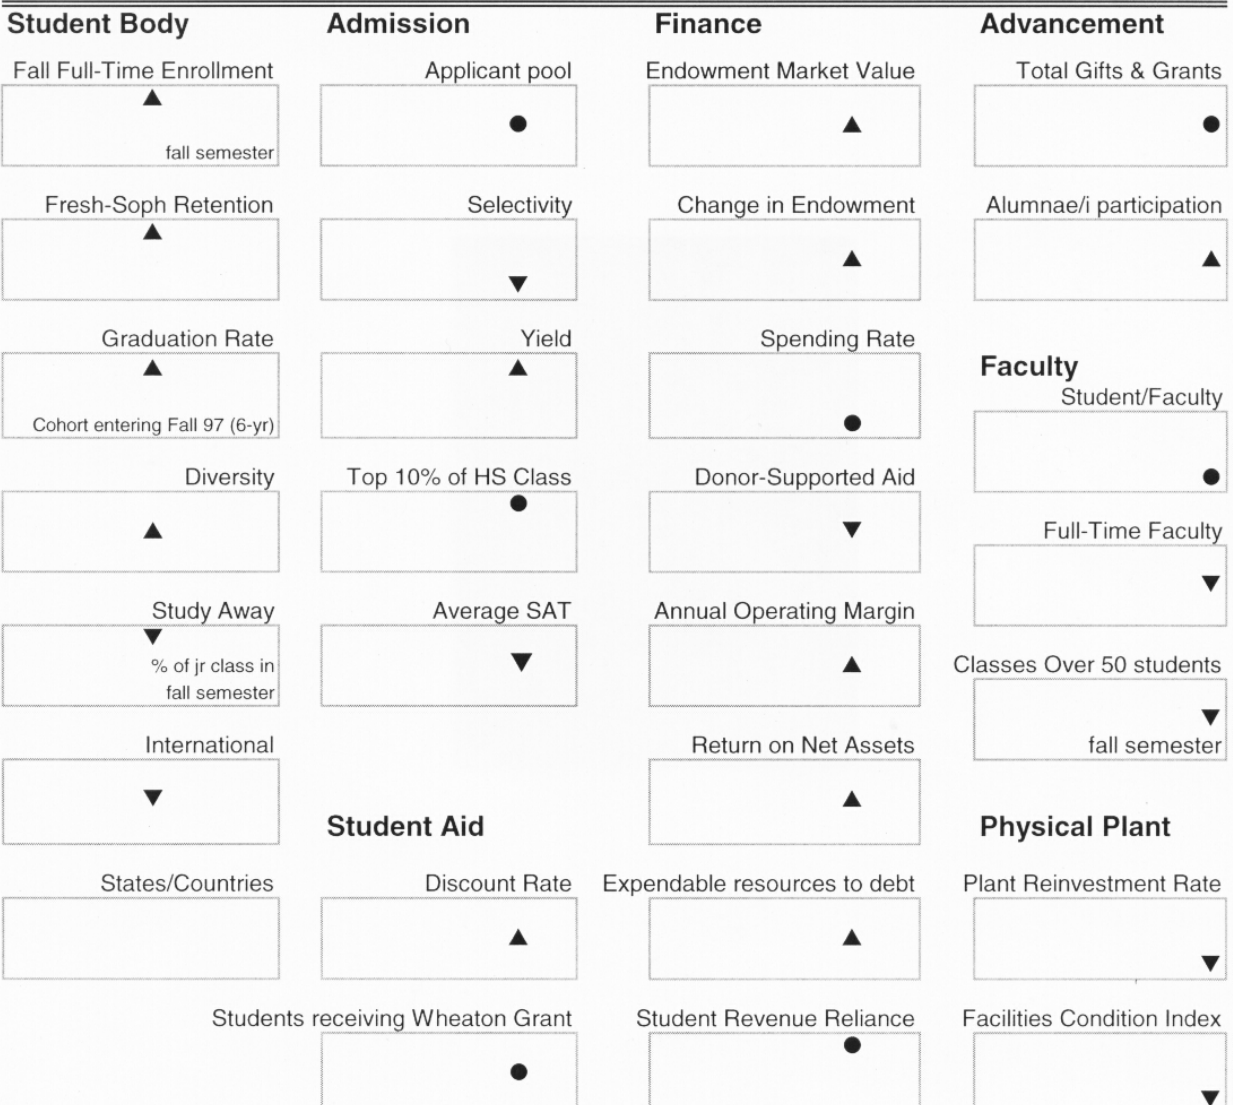 Student Body
Fall Full-Time Enrollment
fall semester
Fresh-Soph Retention
Graduation Rate
Cohort entering Fall 97 (6-yr)
Diversity
Study Away
% of jr class in
fall semester
International
States/Countries
Admission
Applicant pool
Selectivity
Yield
Top 10% of HS Class
Average SAT
Student Aid
Discount Rate
Students receiving Wheaton Grant
Finance
Endowment Market Value
Change in Endowment
Spending Rate
Donor-Supported Aid
Annual Operating Margin
Return on Net Assets
Expendable resources to debt
Student Revenue Reliance
Advancement
Total Gifts & Grants
Alumnae/i participation
Faculty
Student/Faculty
Full-Time Faculty
Classes Over 50 students
fall semester
Physical Plant
Plant Reinvestment Rate
Facilities Condition Index